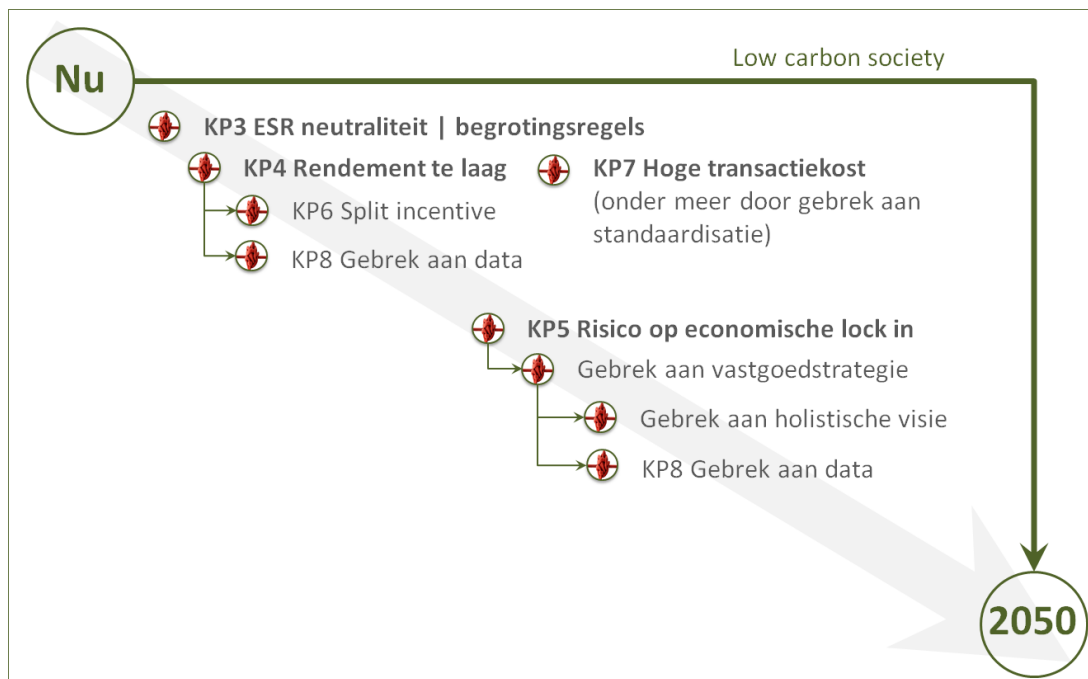 Nu
Low carbon society
KP3 ESR neutraliteit | begrotingsregels
KP4 Rendement te laag
KP6 Split incentive
KP8 Gebrek aan data
KP7 Hoge transactiekost
(onder meer door gebrek aan
standaardisatie)
KP5 Risico op economische lock in
Gebrek aan vastgoedstrategie
Gebrek aan holistische visie
KP8 Gebrek aan data
2050